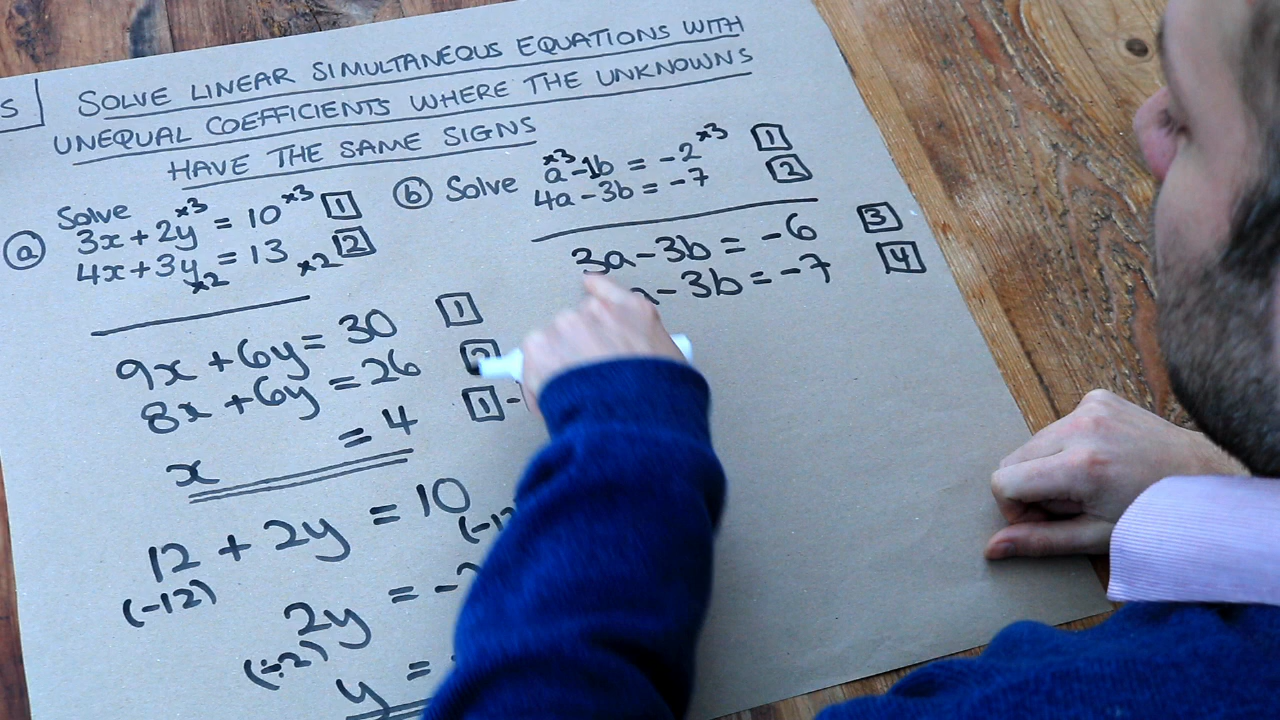 S
SOLVE LINEAR SIMULTANEOUS EQUATIONS WITH
UNEQUAL COEFFICIENTS WHERE THE UNKNOWNS
HAVE THE SAME SIGNS
a Solve
3x + 2y ×3 = 10 ×3 1
4x + 3y ×2 = 13 ×2 2
9x + 6y = 30 1
8x + 6y = 26 2
x = 4 1 -
12 + 2y = 10
(-12) (-12
2y = -2
(÷2)
y =
b Solve
×3 a - 1b = -2 ×3 1
4a - 3b = -7 2
3a - 3b = -6 3
a - 3b = -7 4